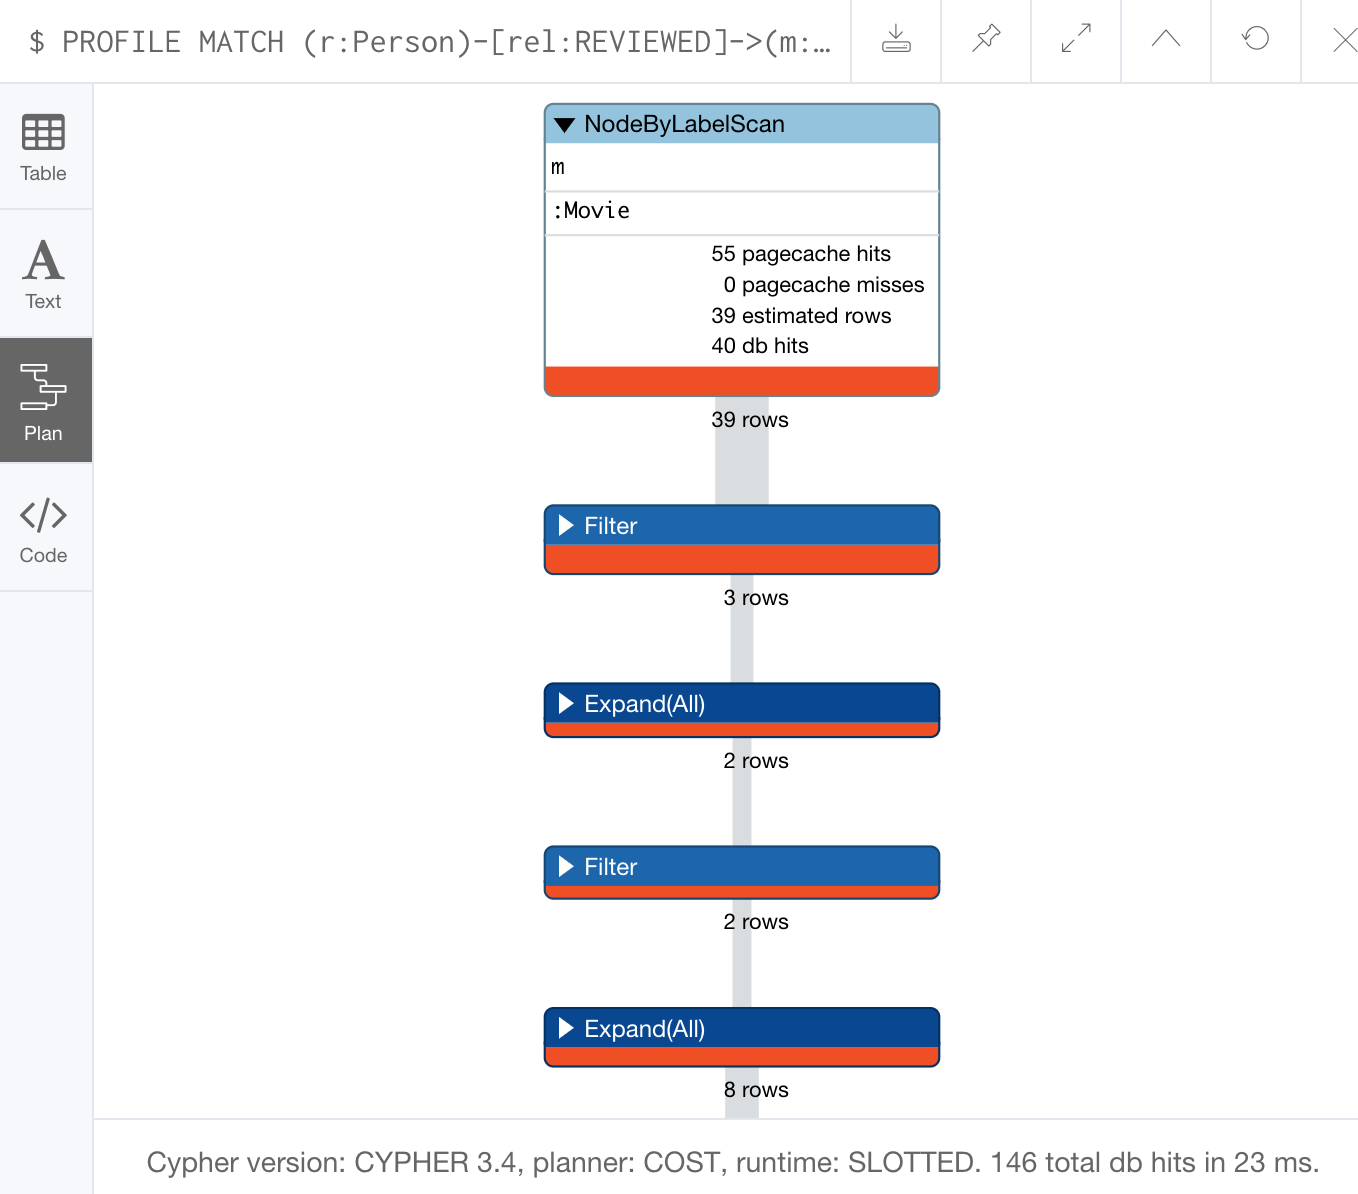 $ PROFILE MATCH (r:Person)-[rel:REVIEWED]->(m:…
Table
Text
Plan
Code
NodeByLabelScan
m
:Movie
55 pagecache hits
0 pagecache misses
39 estimated rows
40 db hits
39 rows
Filter
3 rows
Expand(All)
2 rows
Filter
2 rows
Expand(All)
8 rows
Cypher version: CYPHER 3.4, planner: COST, runtime: SLOTTED. 146 total db hits in 23 ms.